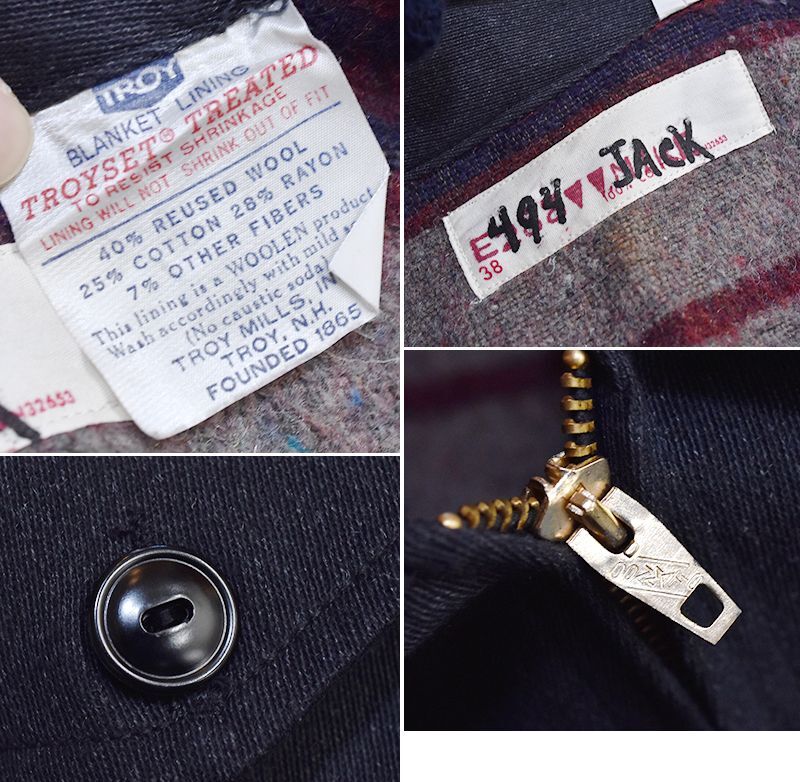 TROY
BLANKET LINING
TROYSET® TREATED
TO RESIST SHRINKAGE
LINING WILL NOT SHRINK OUT OF FIT
40% REUSED WOOL
25% COTTON 28% RAYON
7% OTHER FIBERS
This lining is a WOOLEN product
Wash accordingly with mild
(No caustic soda
TROY MILLS, IN
TROY, N.H.
FOUNDED 1865
N32653
494 JACK
38